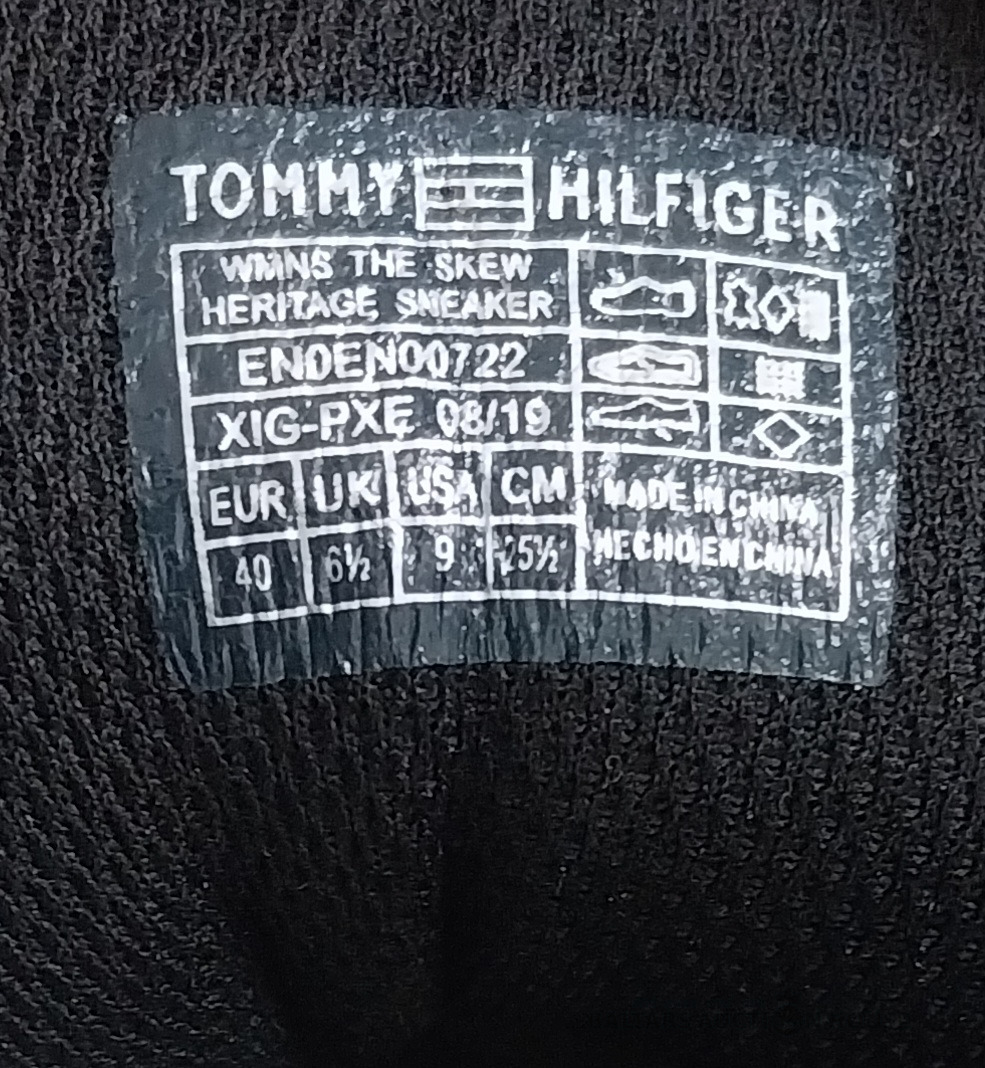 TOMMY HILFIGER
WMNS THE SKEW
HERITAGE SNEAKER
EN0EN00722
XIG-PXE 08/19
EUR UK USA CM
40 6½ 9 25½
MADE IN CHINA
HECHO EN CHINA